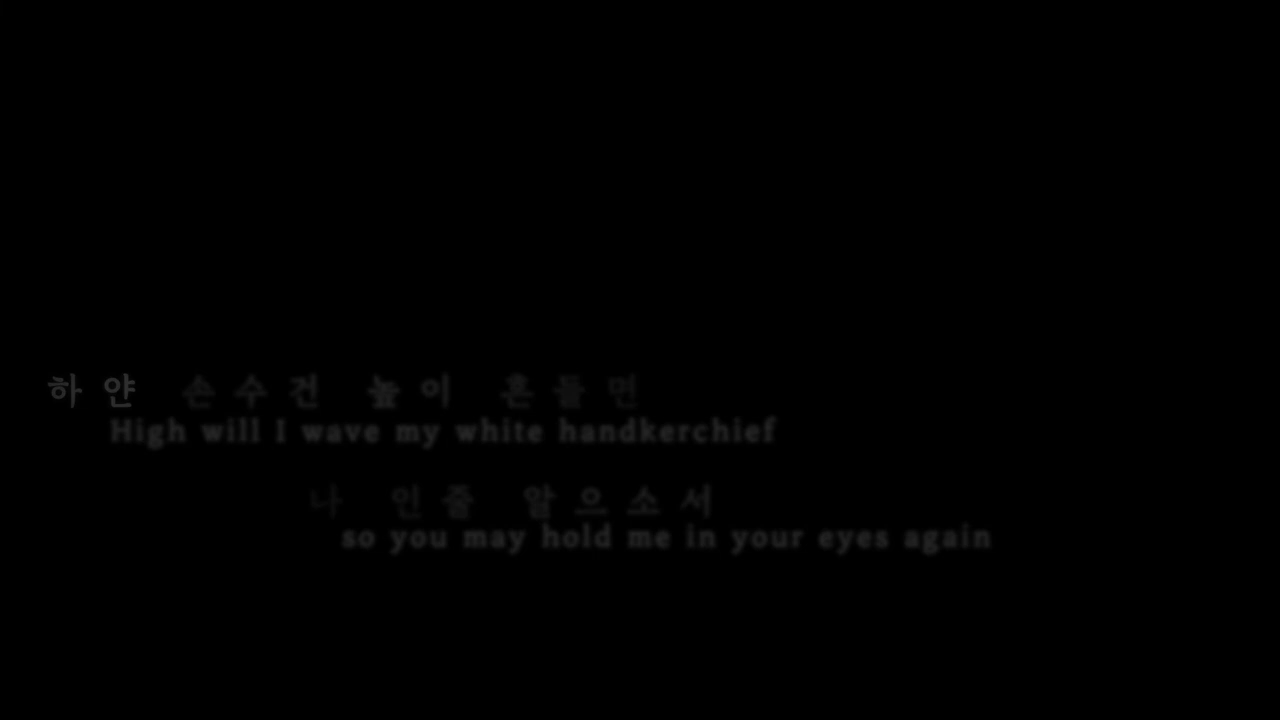 하얀 손수건 높이 흔들면
High will I wave my white handkerchief
나 인줄 알으소서
so you may hold me in your eyes again